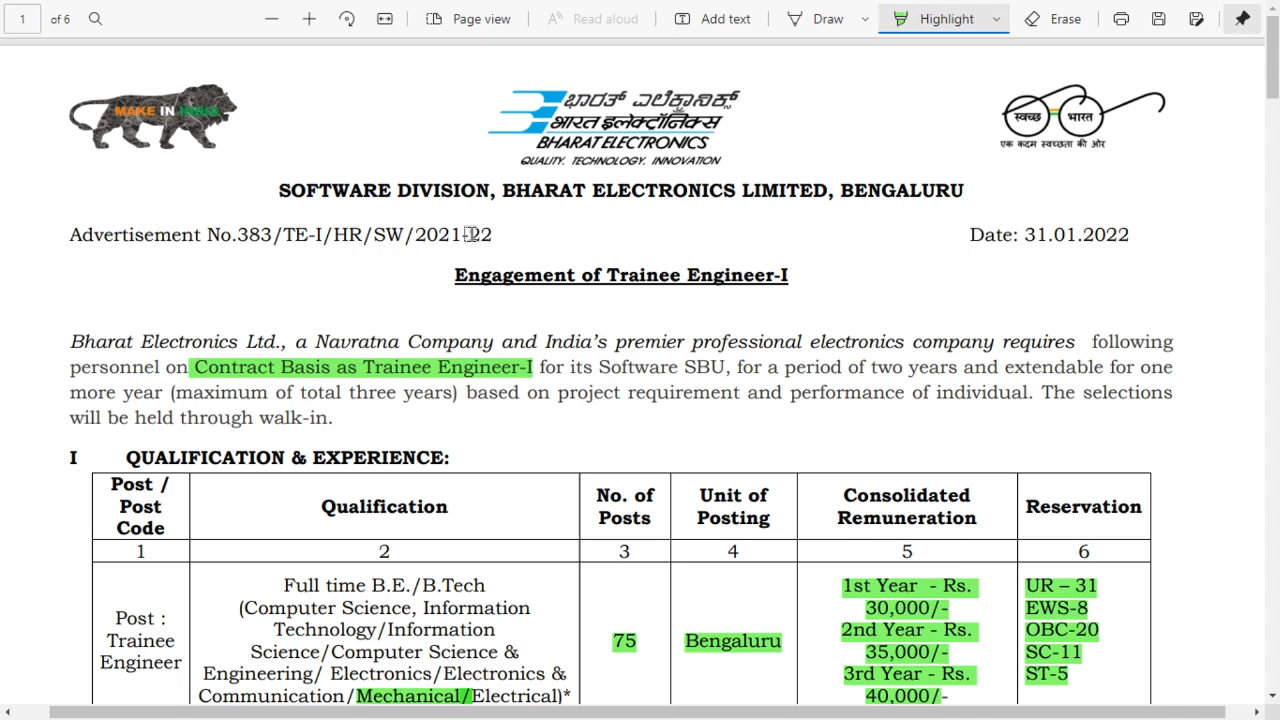 1 of 6 Page view Read aloud Add text Draw Highlight Erase
MAKE IN INDIA
ಭಾರತ್ ಎಲೆಕ್ಟ್ರಾನಿಕ್ಸ್
भारत इलेक्ट्रॉनिक्स
BHARAT ELECTRONICS
QUALITY. TECHNOLOGY. INNOVATION
स्वच्छ भारत
एक कदम स्वच्छता की ओर
SOFTWARE DIVISION, BHARAT ELECTRONICS LIMITED, BENGALURU
Advertisement No.383/TE-I/HR/SW/2021-22 Date: 31.01.2022
Engagement of Trainee Engineer-I
Bharat Electronics Ltd., a Navratna Company and India’s premier professional electronics company requires following
personnel on Contract Basis as Trainee Engineer-I for its Software SBU, for a period of two years and extendable for one
more year (maximum of total three years) based on project requirement and performance of individual. The selections
will be held through walk-in.
I QUALIFICATION & EXPERIENCE:
Post /
Post
Code
Qualification
No. of
Posts
Unit of
Posting
Consolidated
Remuneration
Reservation
1 2 3 4 5 6
Post :
Trainee
Engineer
Full time B.E./B.Tech
(Computer Science, Information
Technology/Information
Science/Computer Science &
Engineering/ Electronics/Electronics &
Communication/Mechanical/Electrical)*
75
Bengaluru
1st Year - Rs.
30,000/-
2nd Year - Rs.
35,000/-
3rd Year - Rs.
40,000/-
UR – 31
EWS-8
OBC-20
SC-11
ST-5